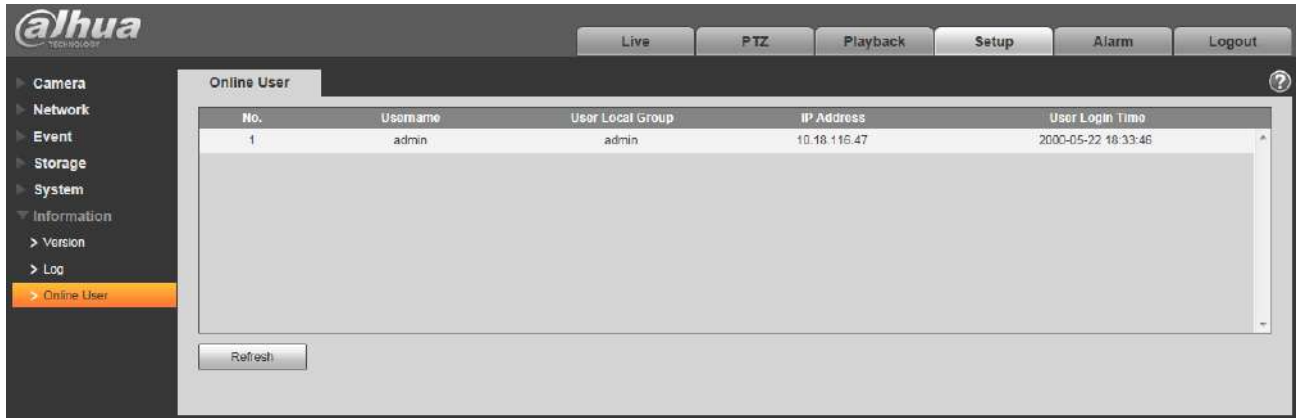 alhua
TECHNOLOGY
Live PTZ Playback Setup Alarm Logout
Camera
Network
Event
Storage
System
Information
> Version
> Log
> Online User
Online User
?
No. Username User Local Group IP Address User Login Time
1 admin admin 10.18.116.47 2000-05-22 18:33:46
Refresh